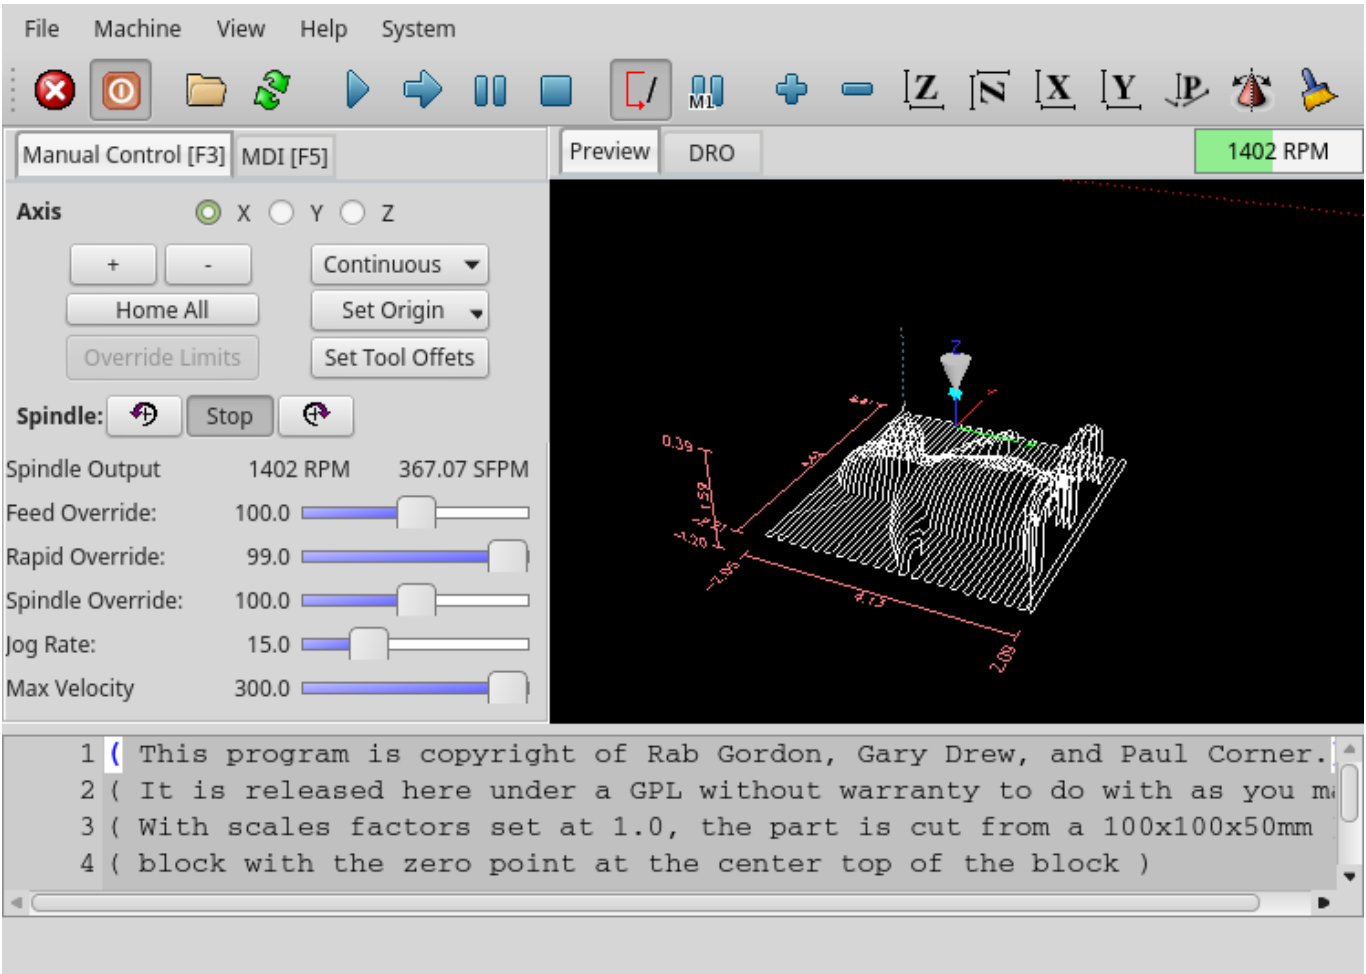 File Machine View Help System
M1 Z N X Y P
Manual Control [F3] MDI [F5] Preview DRO 1402 RPM
Axis X Y Z
+ - Continuous
Home All Set Origin
Override Limits Set Tool Offets
Spindle: Stop
Spindle Output 1402 RPM 367.07 SFPM
Feed Override: 100.0
Rapid Override: 99.0
Spindle Override: 100.0
Jog Rate: 15.0
Max Velocity 300.0
Z
0.39
1.59
-1.20
4.13
2.09
1 ( This program is copyright of Rab Gordon, Gary Drew, and Paul Corner.
2 ( It is released here under a GPL without warranty to do with as you
3 ( With scales factors set at 1.0, the part is cut from a 100x100x50mm
4 ( block with the zero point at the center top of the block )